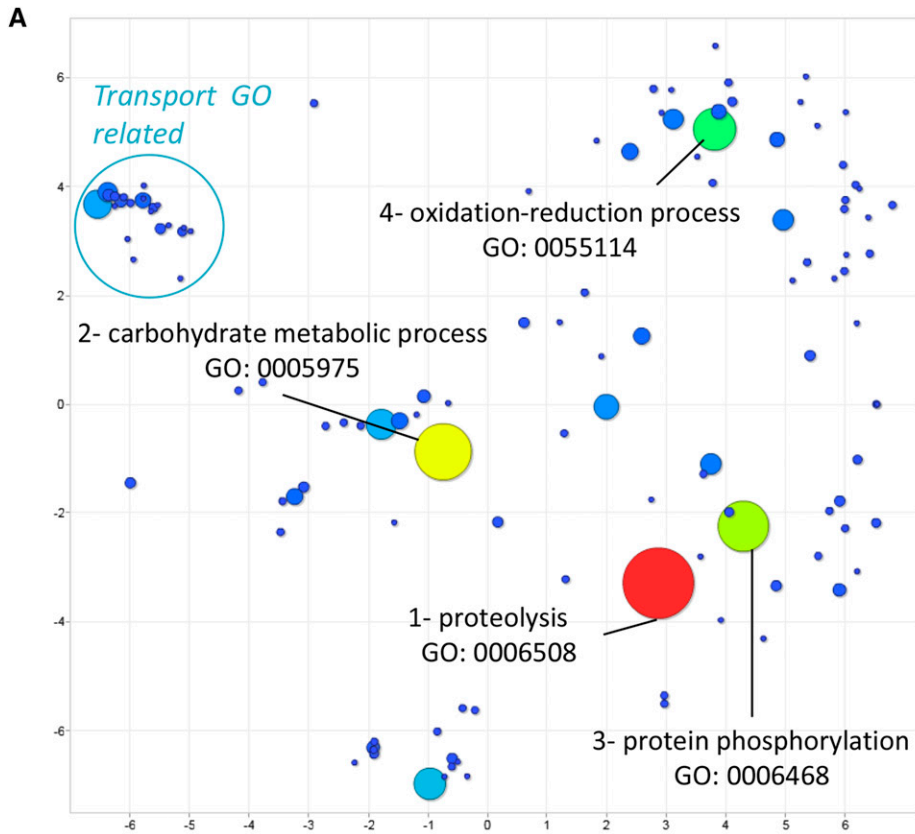 A
Transport GO
related
4- oxidation-reduction process
GO: 0055114
2- carbohydrate metabolic process
GO: 0005975
1- proteolysis
GO: 0006508
3- protein phosphorylation
GO: 0006468
6
4
2
0
-2
-4
-6
-6 -5 -4 -3 -2 -1 0 1 2 3 4 5 6